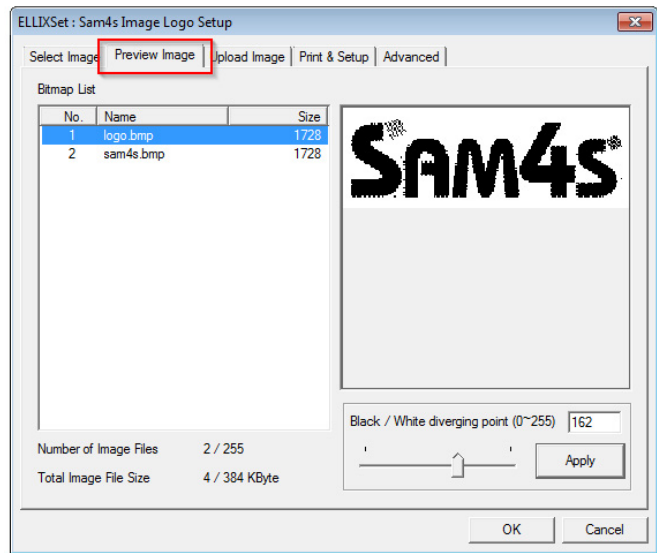 ELLIXSet : Sam4s Image Logo Setup
Select Image Preview Image Upload Image Print & Setup Advanced
Bitmap List
No. Name Size
1 logo.bmp 1728
2 sam4s.bmp 1728
SAM4S
Black / White diverging point (0~255) 162
Number of Image Files 2 / 255
Apply
Total Image File Size 4 / 384 KByte
OK Cancel